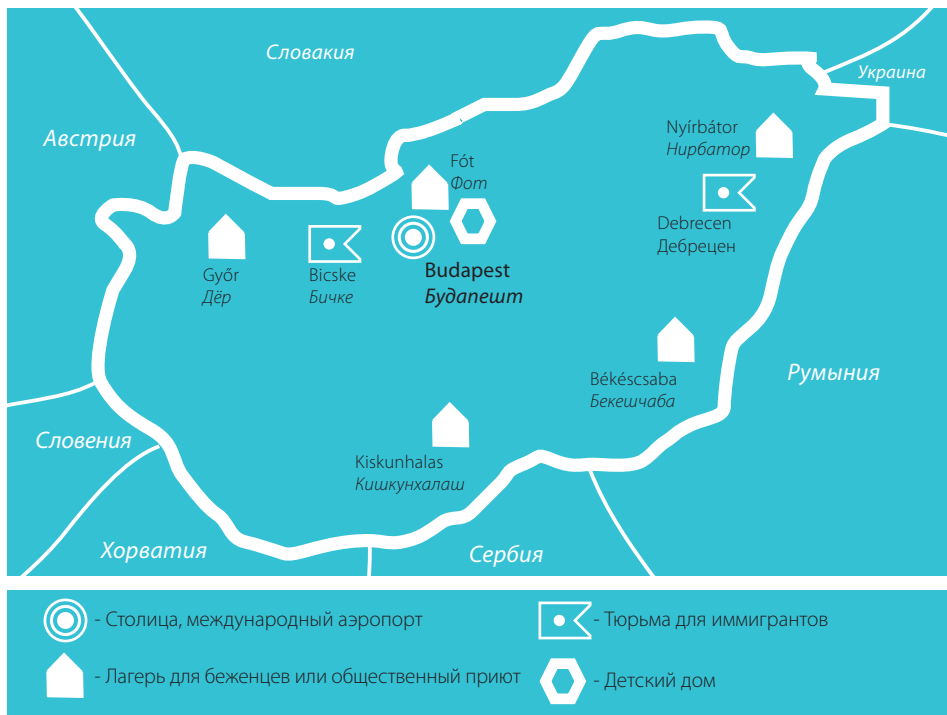 Словакия
Украина
Австрия
Nyírbátor
Нирбатор
Fót
Фот
Debrecen
Дебрецен
Győr
Дёр
Bicske
Бичке
Budapest
Будапешт
Békéscsaba
Бекешчаба
Румыния
Словения
Kiskunhalas
Кишкунхалаш
Хорватия
Сербия
- Столица, международный аэропорт
- Тюрьма для иммигрантов
- Лагерь для беженцев или общественный приют
- Детский дом